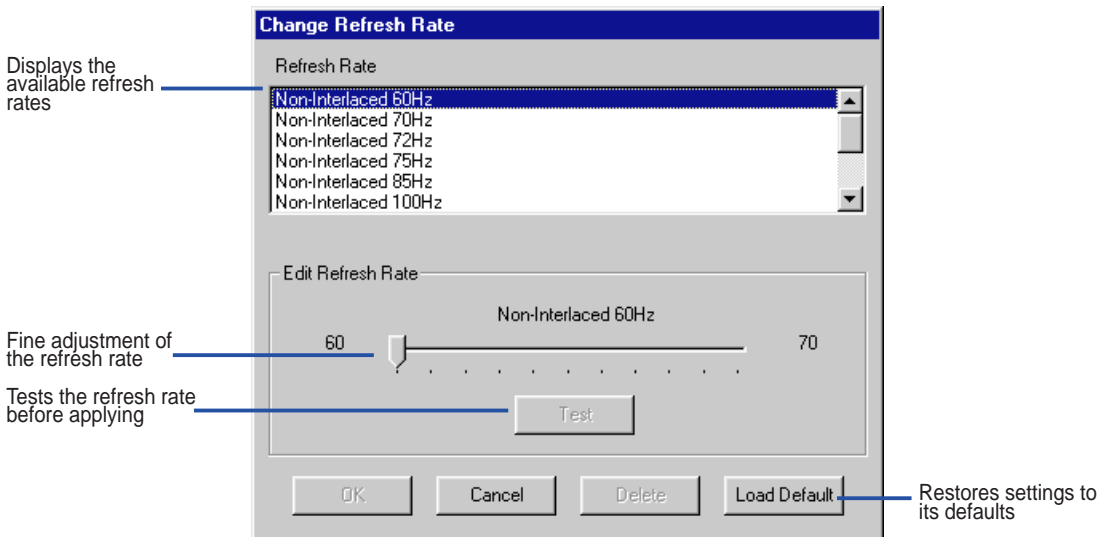 Change Refresh Rate
Displays the
available refresh
rates
Refresh Rate
Non-Interlaced 60Hz
Non-Interlaced 70Hz
Non-Interlaced 72Hz
Non-Interlaced 75Hz
Non-Interlaced 85Hz
Non-Interlaced 100Hz
Edit Refresh Rate
Non-Interlaced 60Hz
Fine adjustment of
the refresh rate
60
70
Tests the refresh rate
before applying
Test
OK
Cancel
Delete
Load Default
Restores settings to
its defaults